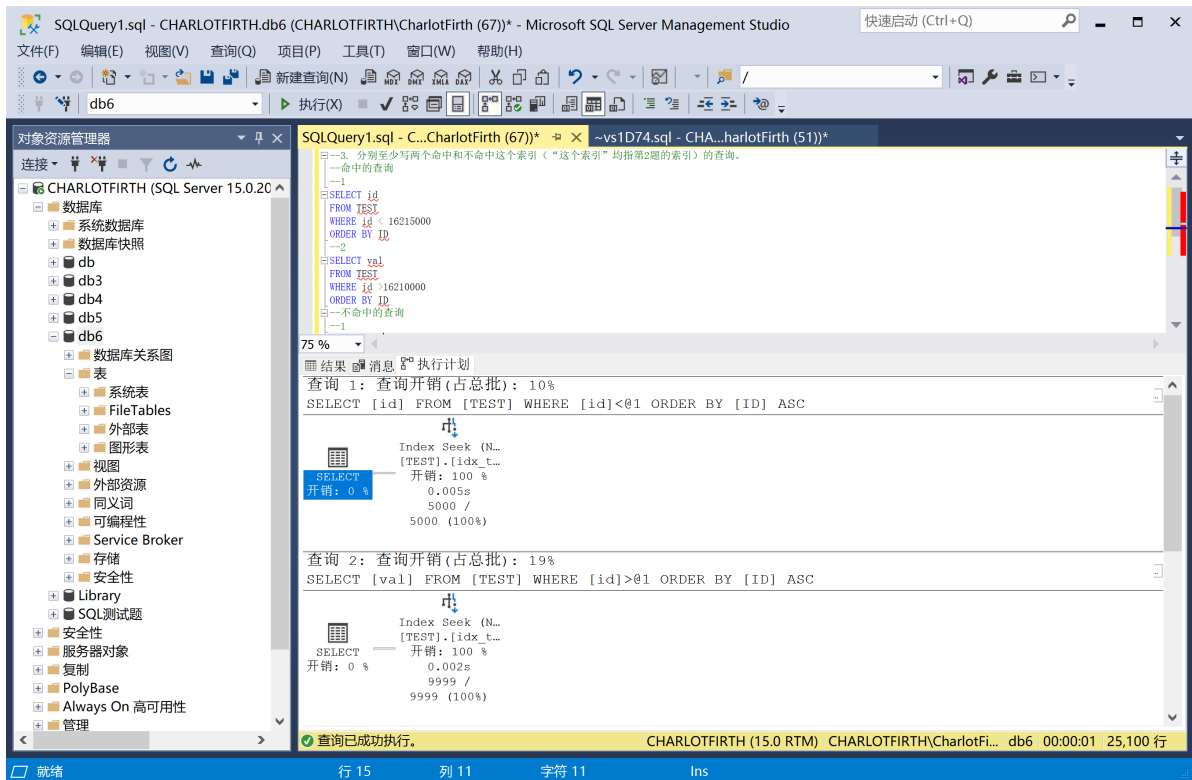 SQLQuery1.sql - CHARLOTFIRTH.db6 (CHARLOTFIRTH\CharlotFirth (67))* - Microsoft SQL Server Management Studio
快速启动 (Ctrl+Q)
文件(F) 编辑(E) 视图(V) 查询(Q) 项目(P) 工具(T) 窗口(W) 帮助(H)
新建查询(N) MDX DMX XMLA DAX /
db6 执行(X)
对象资源管理器
连接
CHARLOTFIRTH (SQL Server 15.0.20
数据库
系统数据库
数据库快照
db
db3
db4
db5
db6
数据库关系图
表
系统表
FileTables
外部表
图形表
视图
外部资源
同义词
可编程性
Service Broker
存储
安全性
Library
SQL测试题
安全性
服务器对象
复制
PolyBase
Always On 高可用性
管理
SQLQuery1.sql - C...CharlotFirth (67))* ~vs1D74.sql - CHA...harlotFirth (51))*
--3. 分别至少写两个命中和不命中这个索引（“这个索引”均指第2题的索引）的查询。
--命中的查询
--1
SELECT id
FROM TEST
WHERE id < 16215000
ORDER BY ID
--2
SELECT val
FROM TEST
WHERE id >16210000
ORDER BY ID
--不命中的查询
--1
75 %
结果 消息 执行计划
查询 1: 查询开销(占总批): 10%
SELECT [id] FROM [TEST] WHERE [id]<@1 ORDER BY [ID] ASC
SELECT
开销: 0 %
Index Seek (N…
[TEST].[idx_t…
开销: 100 %
0.005s
5000 /
5000 (100%)
查询 2: 查询开销(占总批): 19%
SELECT [val] FROM [TEST] WHERE [id]>@1 ORDER BY [ID] ASC
SELECT
开销: 0 %
Index Seek (N…
[TEST].[idx_t…
开销: 100 %
0.002s
9999 /
9999 (100%)
查询已成功执行。 CHARLOTFIRTH (15.0 RTM) CHARLOTFIRTH\CharlotFi... db6 00:00:01 25,100 行
就绪 行 15 列 11 字符 11 Ins